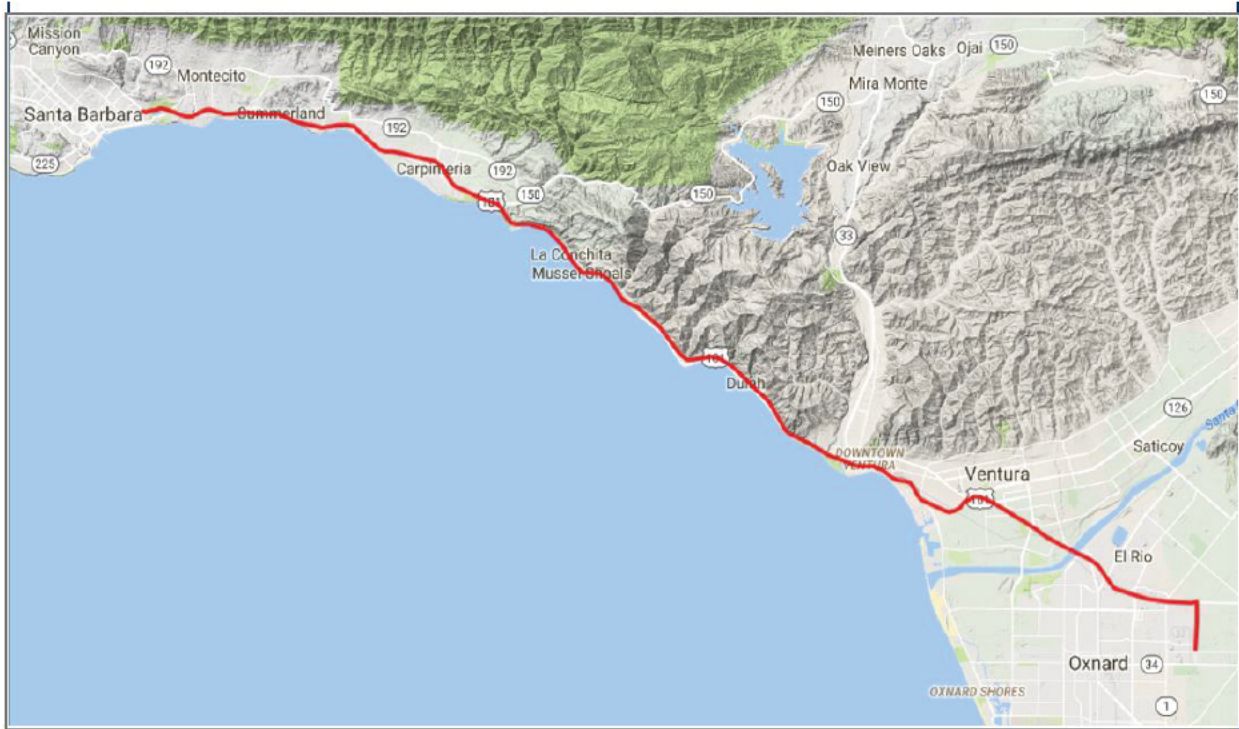 Mission
Canyon
192
Montecito
Santa Barbara
Summerland
225
192
Carpinteria
192
101
150
150
La Conchita
Mussel Shoals
101
Dulah
Meiners Oaks
Ojai
150
Mira Monte
150
150
Oak View
33
126
Saticoy
Santa
DOWNTOWN
VENTURA
Ventura
101
El Rio
Oxnard
34
OXNARD SHORES
1